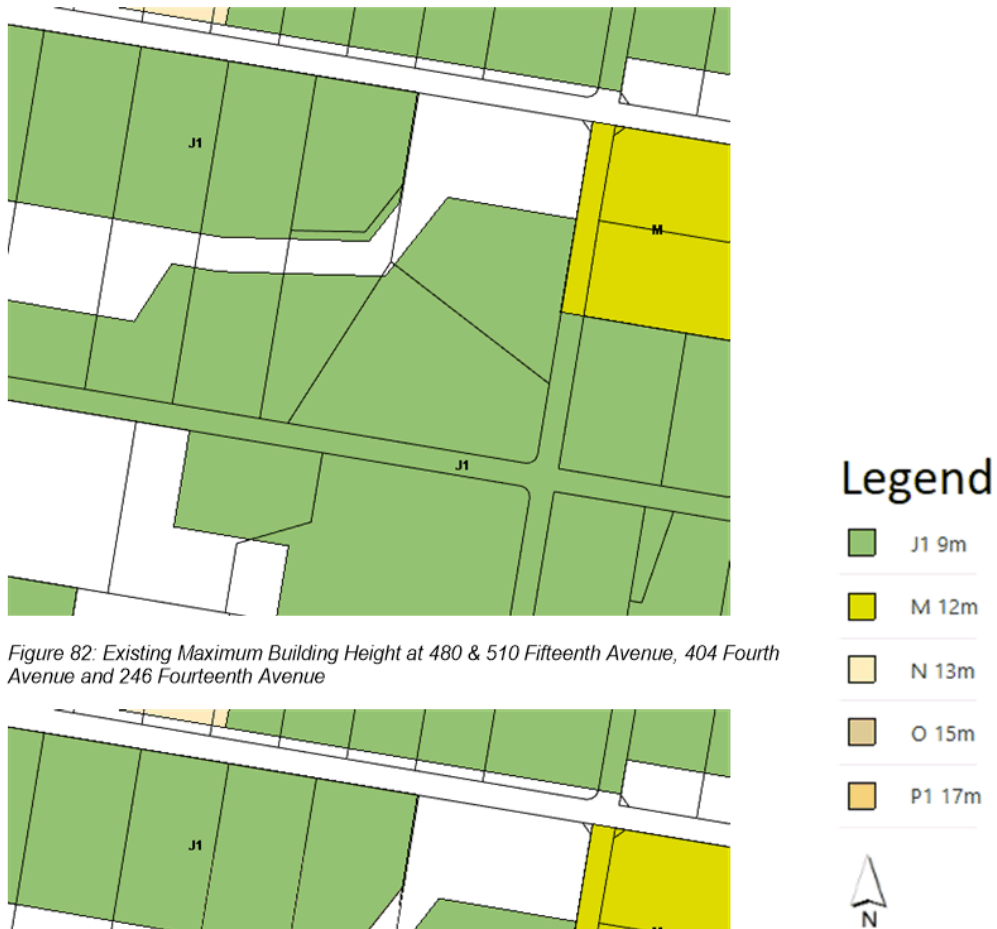 J1
M
J1
Figure 82: Existing Maximum Building Height at 480 & 510 Fifteenth Avenue, 404 Fourth
Avenue and 246 Fourteenth Avenue
J1
Legend
J1 9m
M 12m
N 13m
O 15m
P1 17m
N